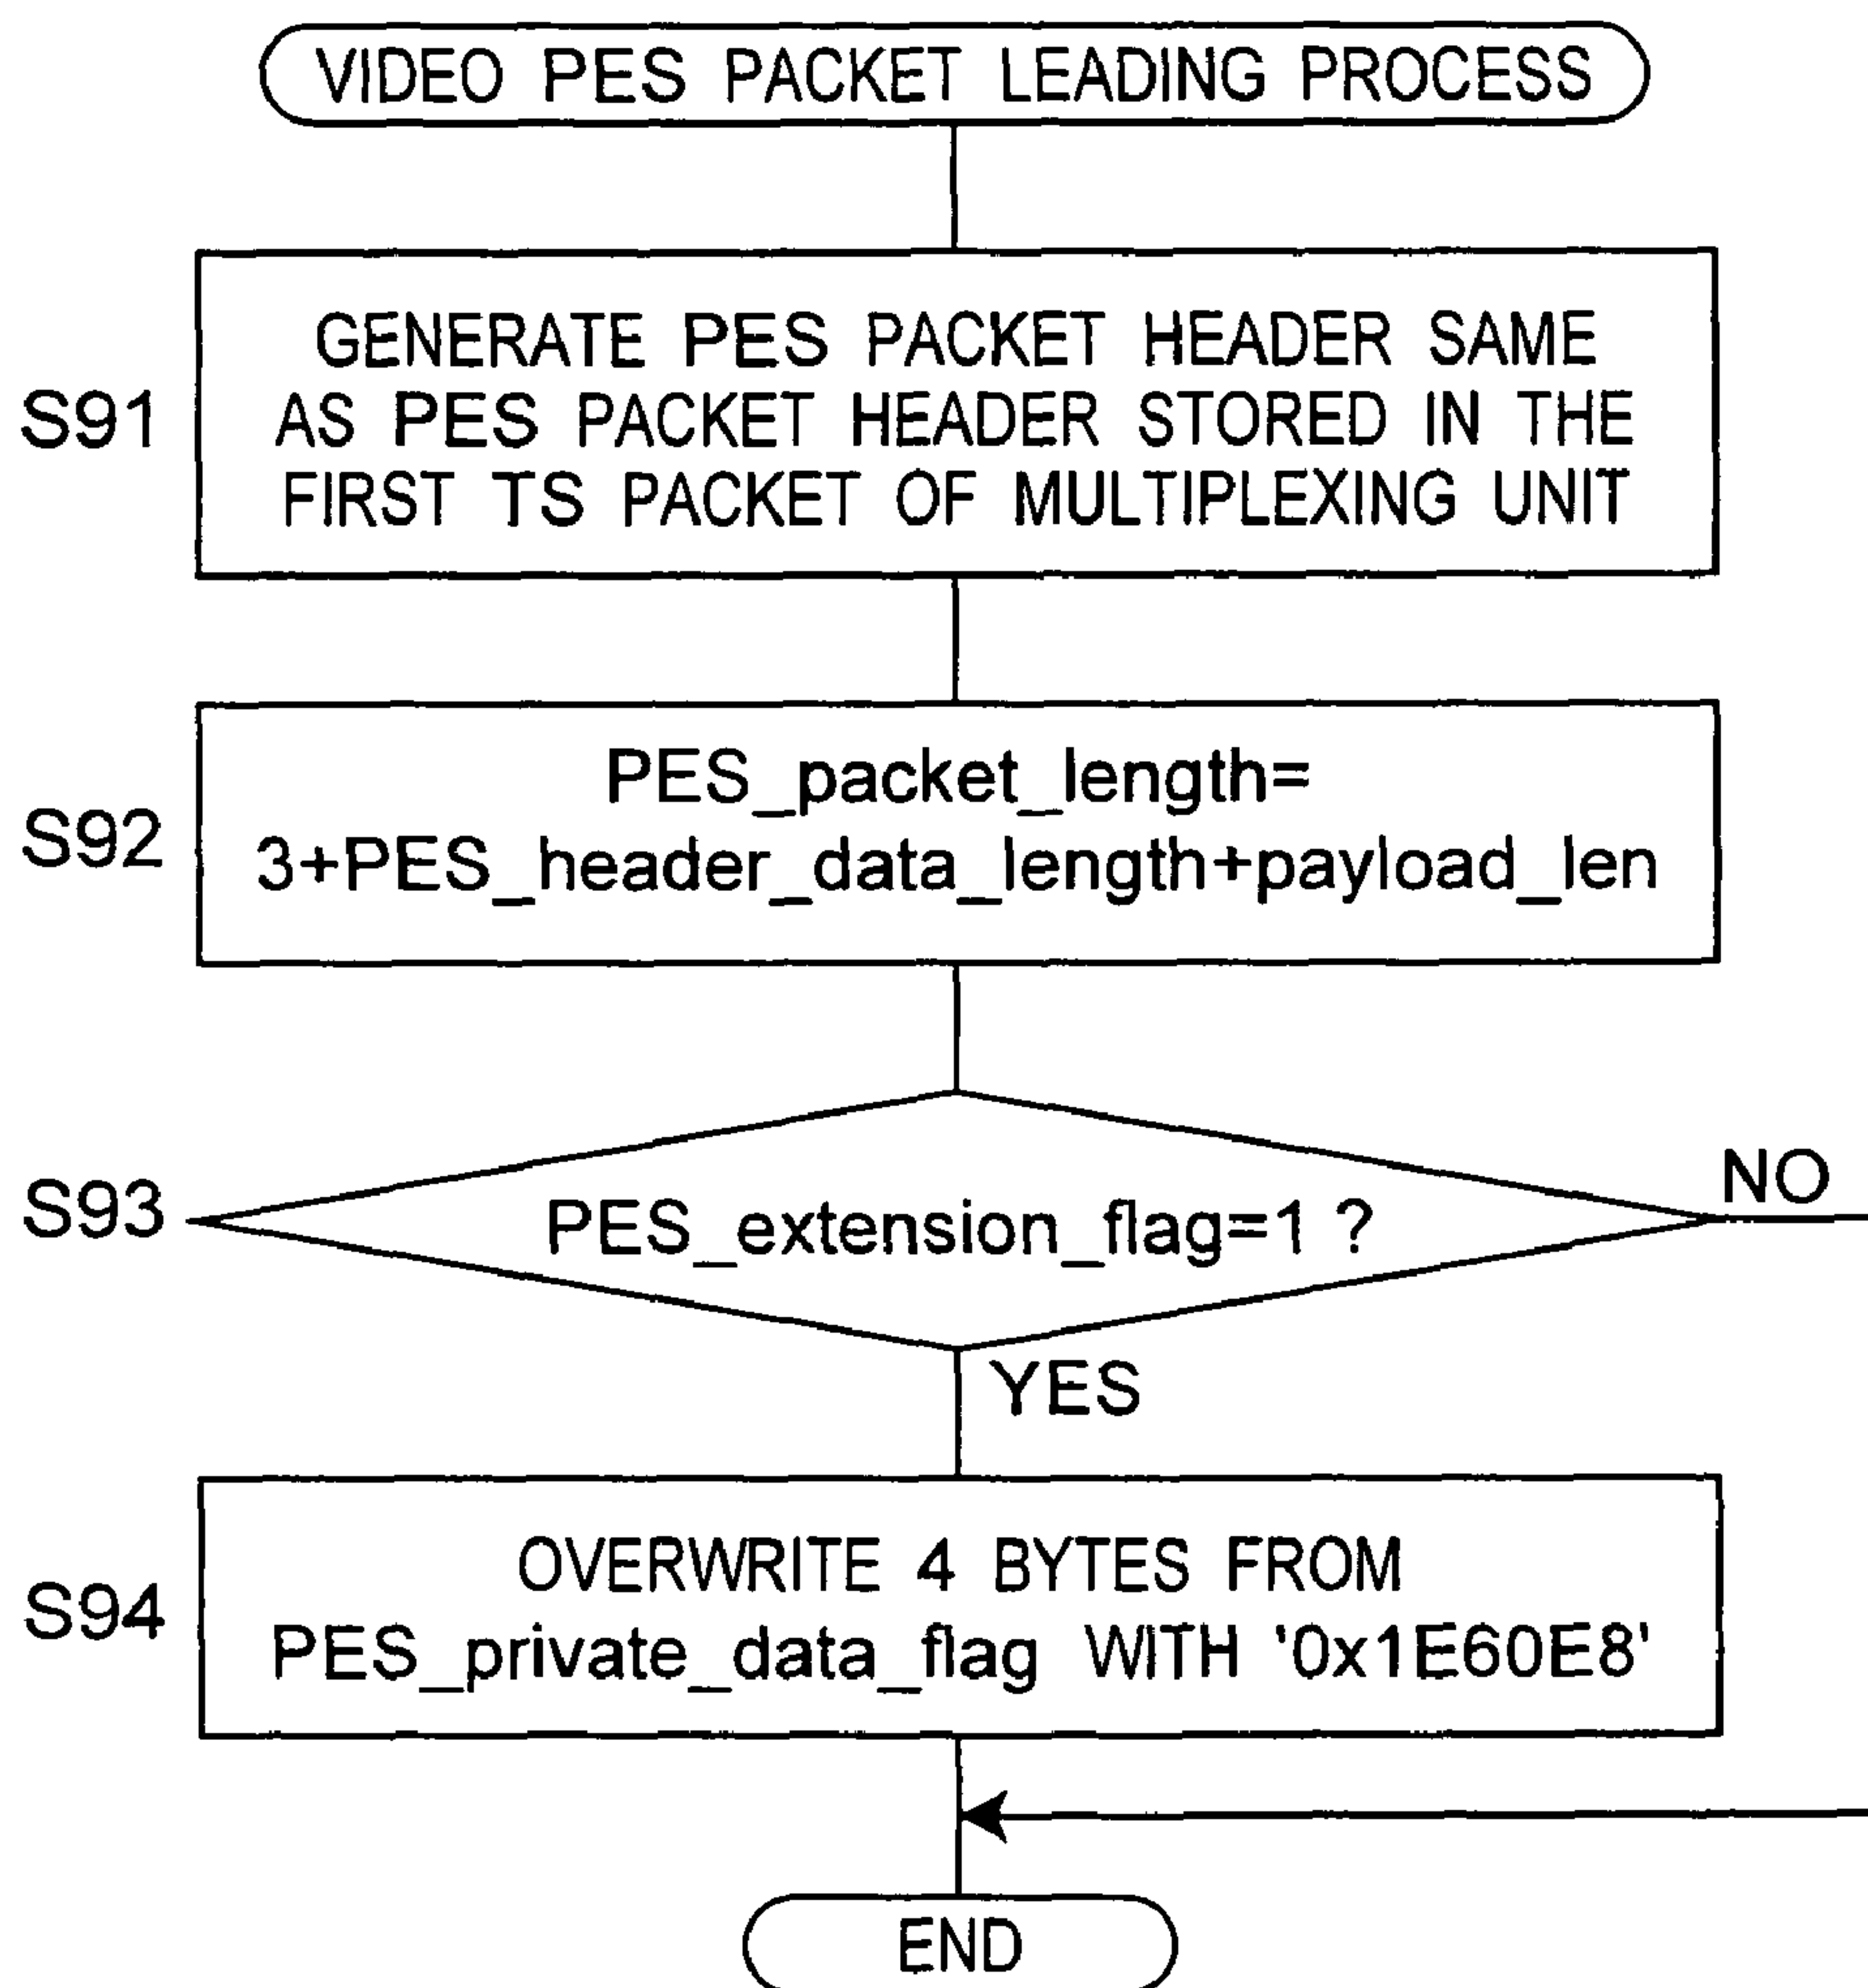 VIDEO PES PACKET LEADING PROCESS
S91
GENERATE PES PACKET HEADER SAME
AS PES PACKET HEADER STORED IN THE
FIRST TS PACKET OF MULTIPLEXING UNIT
S92
PES_packet_length=
3+PES_header_data_length+payload_len
S93
PES_extension_flag=1 ?
NO
YES
S94
OVERWRITE 4 BYTES FROM
PES_private_data_flag WITH '0x1E60E8'
END